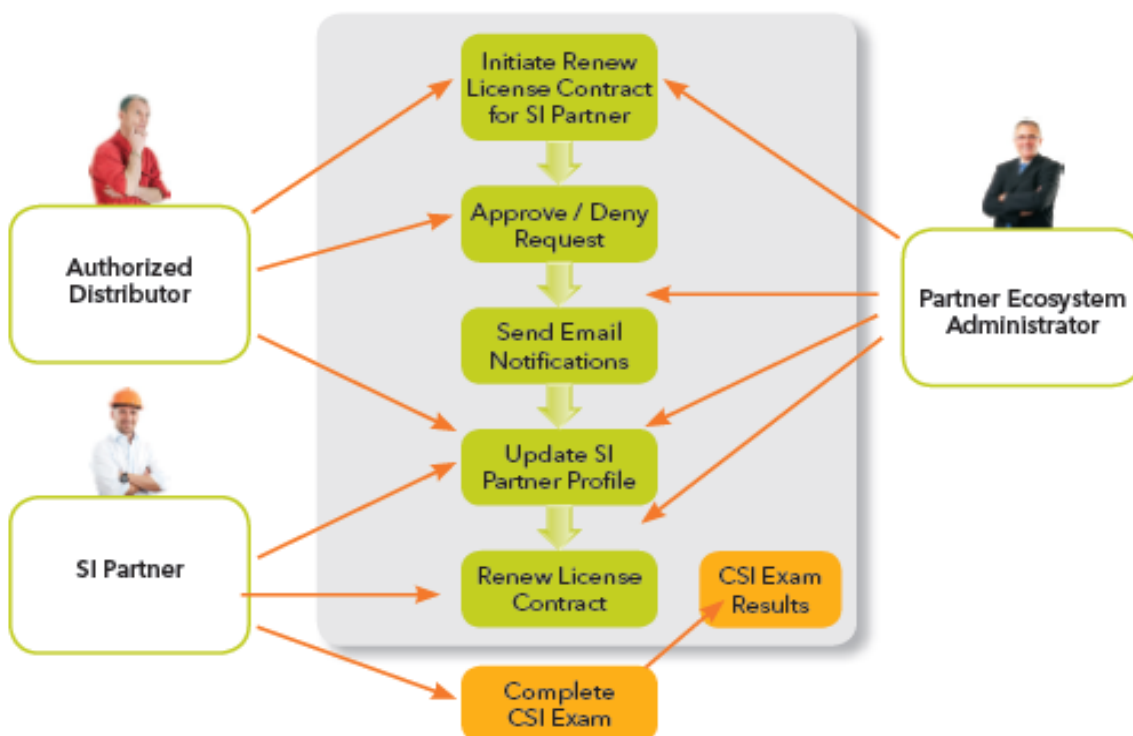 Initiate Renew
License Contract
for SI Partner
Approve / Deny
Request
Authorized
Distributor
Send Email
Notifications
Partner Ecosystem
Administrator
Update SI
Partner Profile
SI Partner
Renew License
Contract
CSI Exam
Results
Complete
CSI Exam